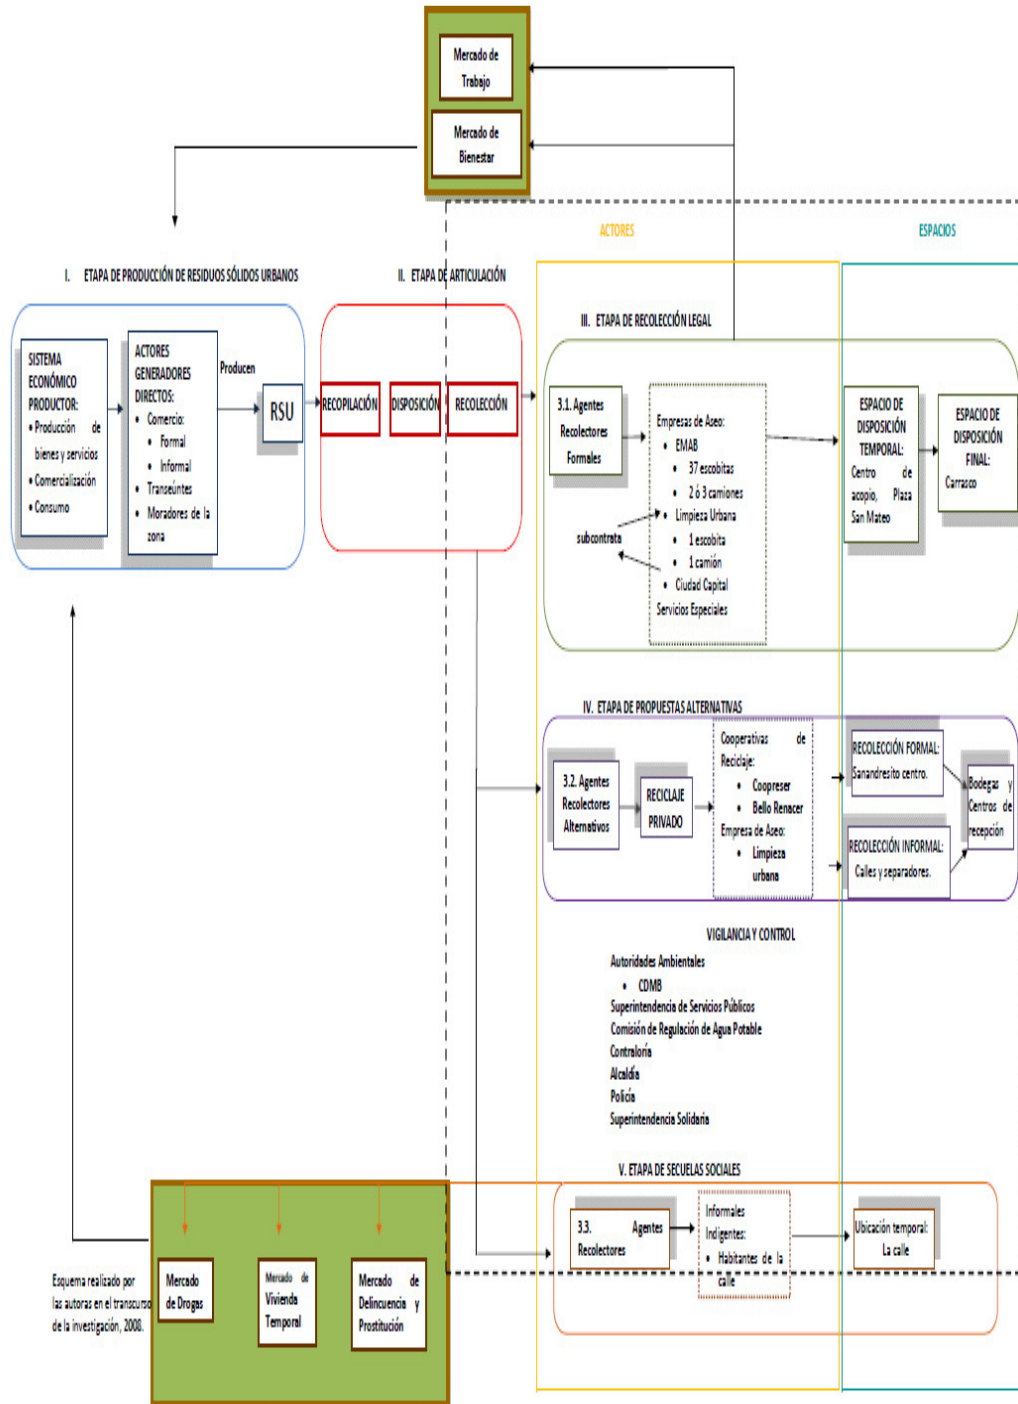 Mercado de
Trabajo
Mercado de
Bienestar
ACTORES
ESPACIOS
I. ETAPA DE PRODUCCIÓN DE RESIDUOS SÓLIDOS URBANOS
II. ETAPA DE ARTICULACIÓN
III. ETAPA DE RECOLECCIÓN LEGAL
SISTEMA
ECONÓMICO
PRODUCTOR:
• Producción de
bienes y servicios
• Comercialización
• Consumo
ACTORES
GENERADORES
DIRECTOS:
• Comercio:
• Formal
• Informal
• Transeúntes
• Moradores de la
zona
Producen
RSU
RECOPILACIÓN
DISPOSICIÓN
RECOLECCIÓN
3.1. Agentes
Recolectores
Formales
Empresas de Aseo:
• EMAB
• 37 escobitas
• 2 ó 3 camiones
• Limpieza Urbana
• 1 escobita
• 1 camión
• Ciudad Capital
Servicios Especiales
subcontrata
ESPACIO DE
DISPOSICIÓN
TEMPORAL:
Centro de
acopio, Plaza
San Mateo
ESPACIO DE
DISPOSICIÓN
FINAL:
Carrasco
IV. ETAPA DE PROPUESTAS ALTERNATIVAS
3.2. Agentes
Recolectores
Alternativos
RECICLAJE
PRIVADO
Cooperativas de
Reciclaje:
• Coopreser
• Bello Renacer
Empresa de Aseo:
• Limpieza
urbana
RECOLECCIÓN FORMAL:
Sanandresito centro.
RECOLECCIÓN INFORMAL:
Calles y separadores.
Bodegas y
Centros de
recepción
VIGILANCIA Y CONTROL
Autoridades Ambientales
• CDMB
Superintendencia de Servicios Públicos
Comisión de Regulación de Agua Potable
Contraloría
Alcaldía
Policía
Superintendencia Solidaria
V. ETAPA DE SECUELAS SOCIALES
3.3. Agentes
Recolectores
Informales
Indigentes:
• Habitantes de la
calle
Ubicación temporal:
La calle
Esquema realizado por
las autoras en el transcurso
de la investigación, 2008.
Mercado
de Drogas
Mercado de
Vivienda
Temporal
Mercado de
Delincuencia y
Prostitución